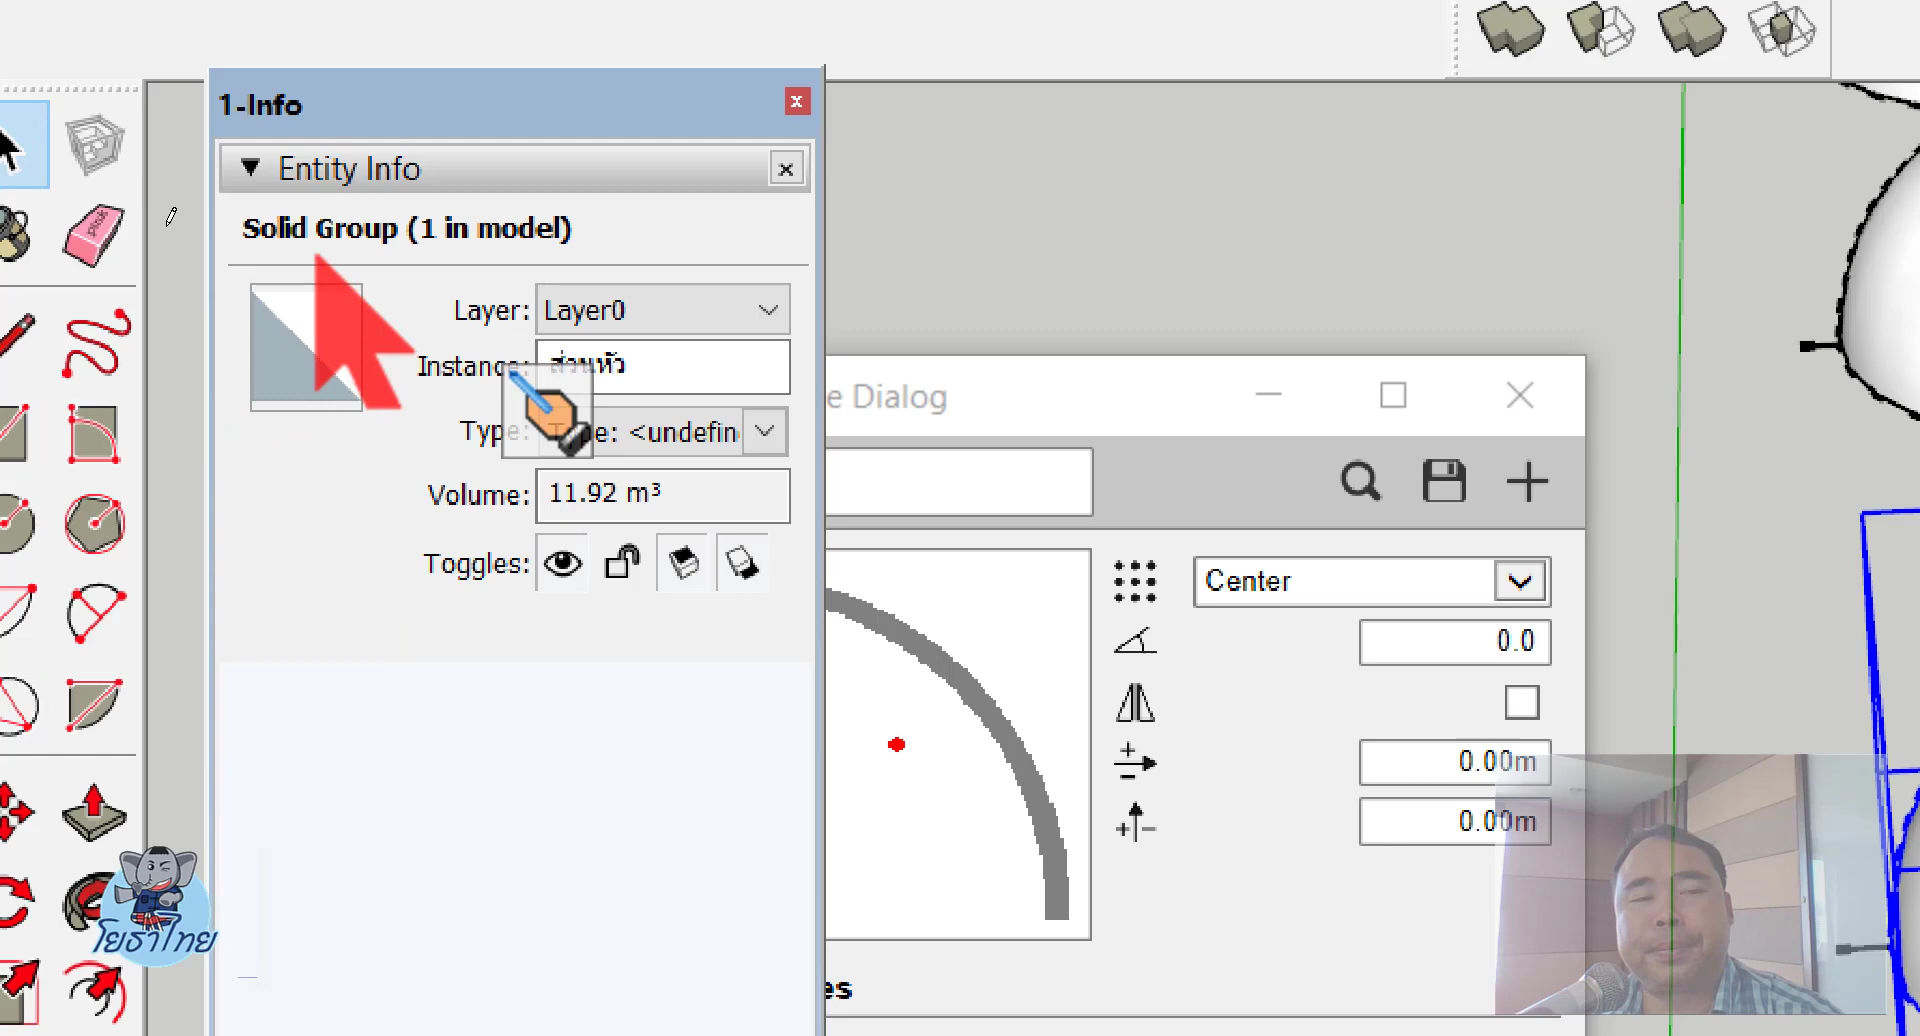 1-Info
Entity Info
Solid Group (1 in model)
Layer: Layer0
Instance: ส่วนหัว
Type: <undefin
Volume: 11.92 m³
Toggles:
e Dialog
Center
0.0
0.00m
0.00m
es
โยธาไทย